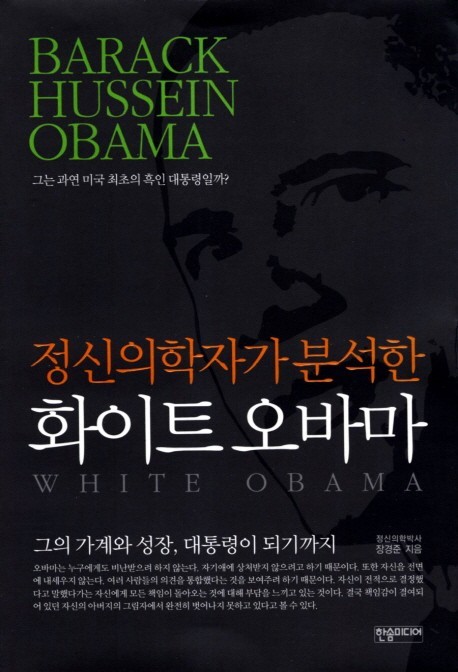 BARACK
HUSSEIN
OBAMA
그는 과연 미국 최초의 흑인 대통령일까?
정신의학자가 분석한
화이트 오바마
WHITE OBAMA
그의 가계와 성장, 대통령이 되기까지
정신의학박사
장경준 지음
오바마는 누구에게도 비난받으려 하지 않는다. 자기애에 상처받지 않으려고 하기 때문이다. 또한 자신을 전면
에 내세우지 않는다. 여러 사람들의 의견을 통합했다는 것을 보여주려 하기 때문이다. 자신이 전적으로 결정했
다고 말했다가는 자신에게 모든 책임이 돌아오는 것에 대해 부담을 느끼고 있는 것이다. 결국 책임감이 결여되
어 있던 자신의 아버지의 그림자에서 완전히 벗어나지 못하고 있다고 볼 수 있다.
한솜미디어